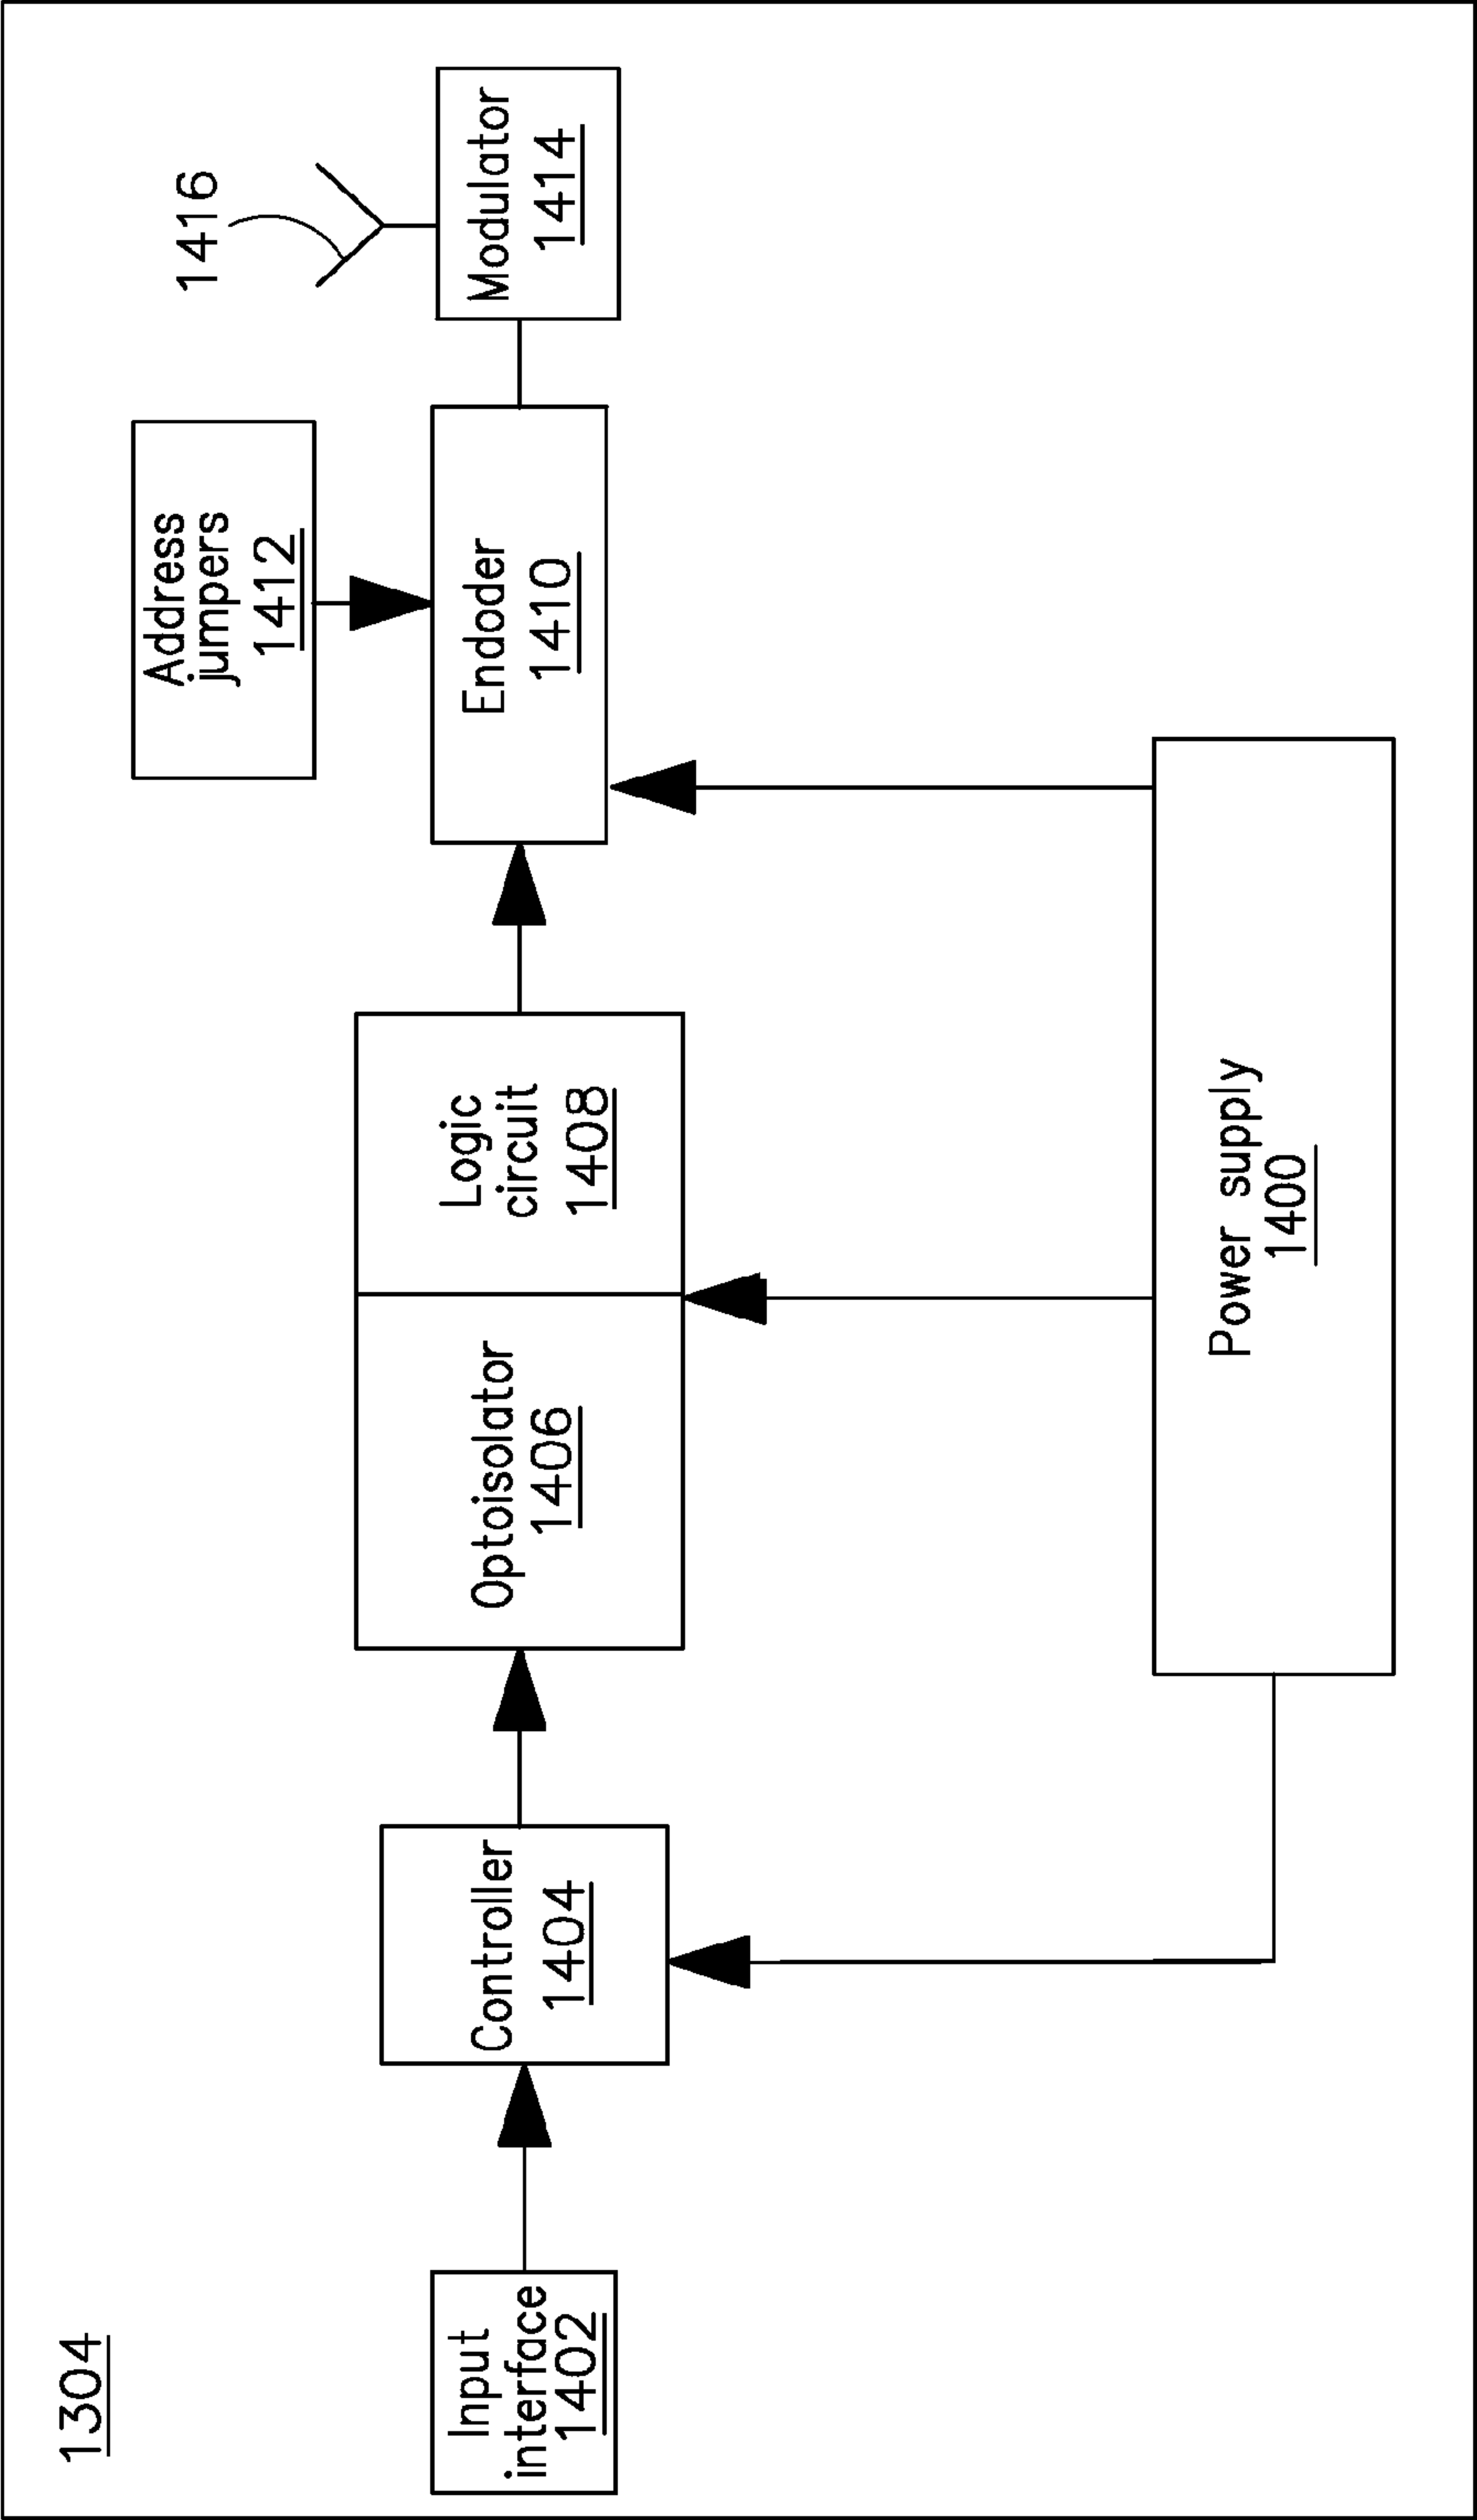 1304
Input
interface
1402
Controller
1404
Optoisolator
1406
Logic
circuit
1408
Address
jumpers
1412
Endoder
1410
1416
Modulator
1414
Power supply
1400